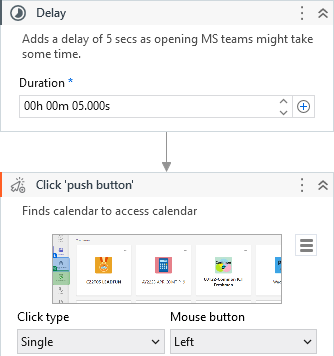 Delay
Adds a delay of 5 secs as opening MS teams might take
some time.
Duration *
00h 00m 05.000s
Click 'push button'
Finds calendar to access calendar
Click type
Mouse button
Single
Left